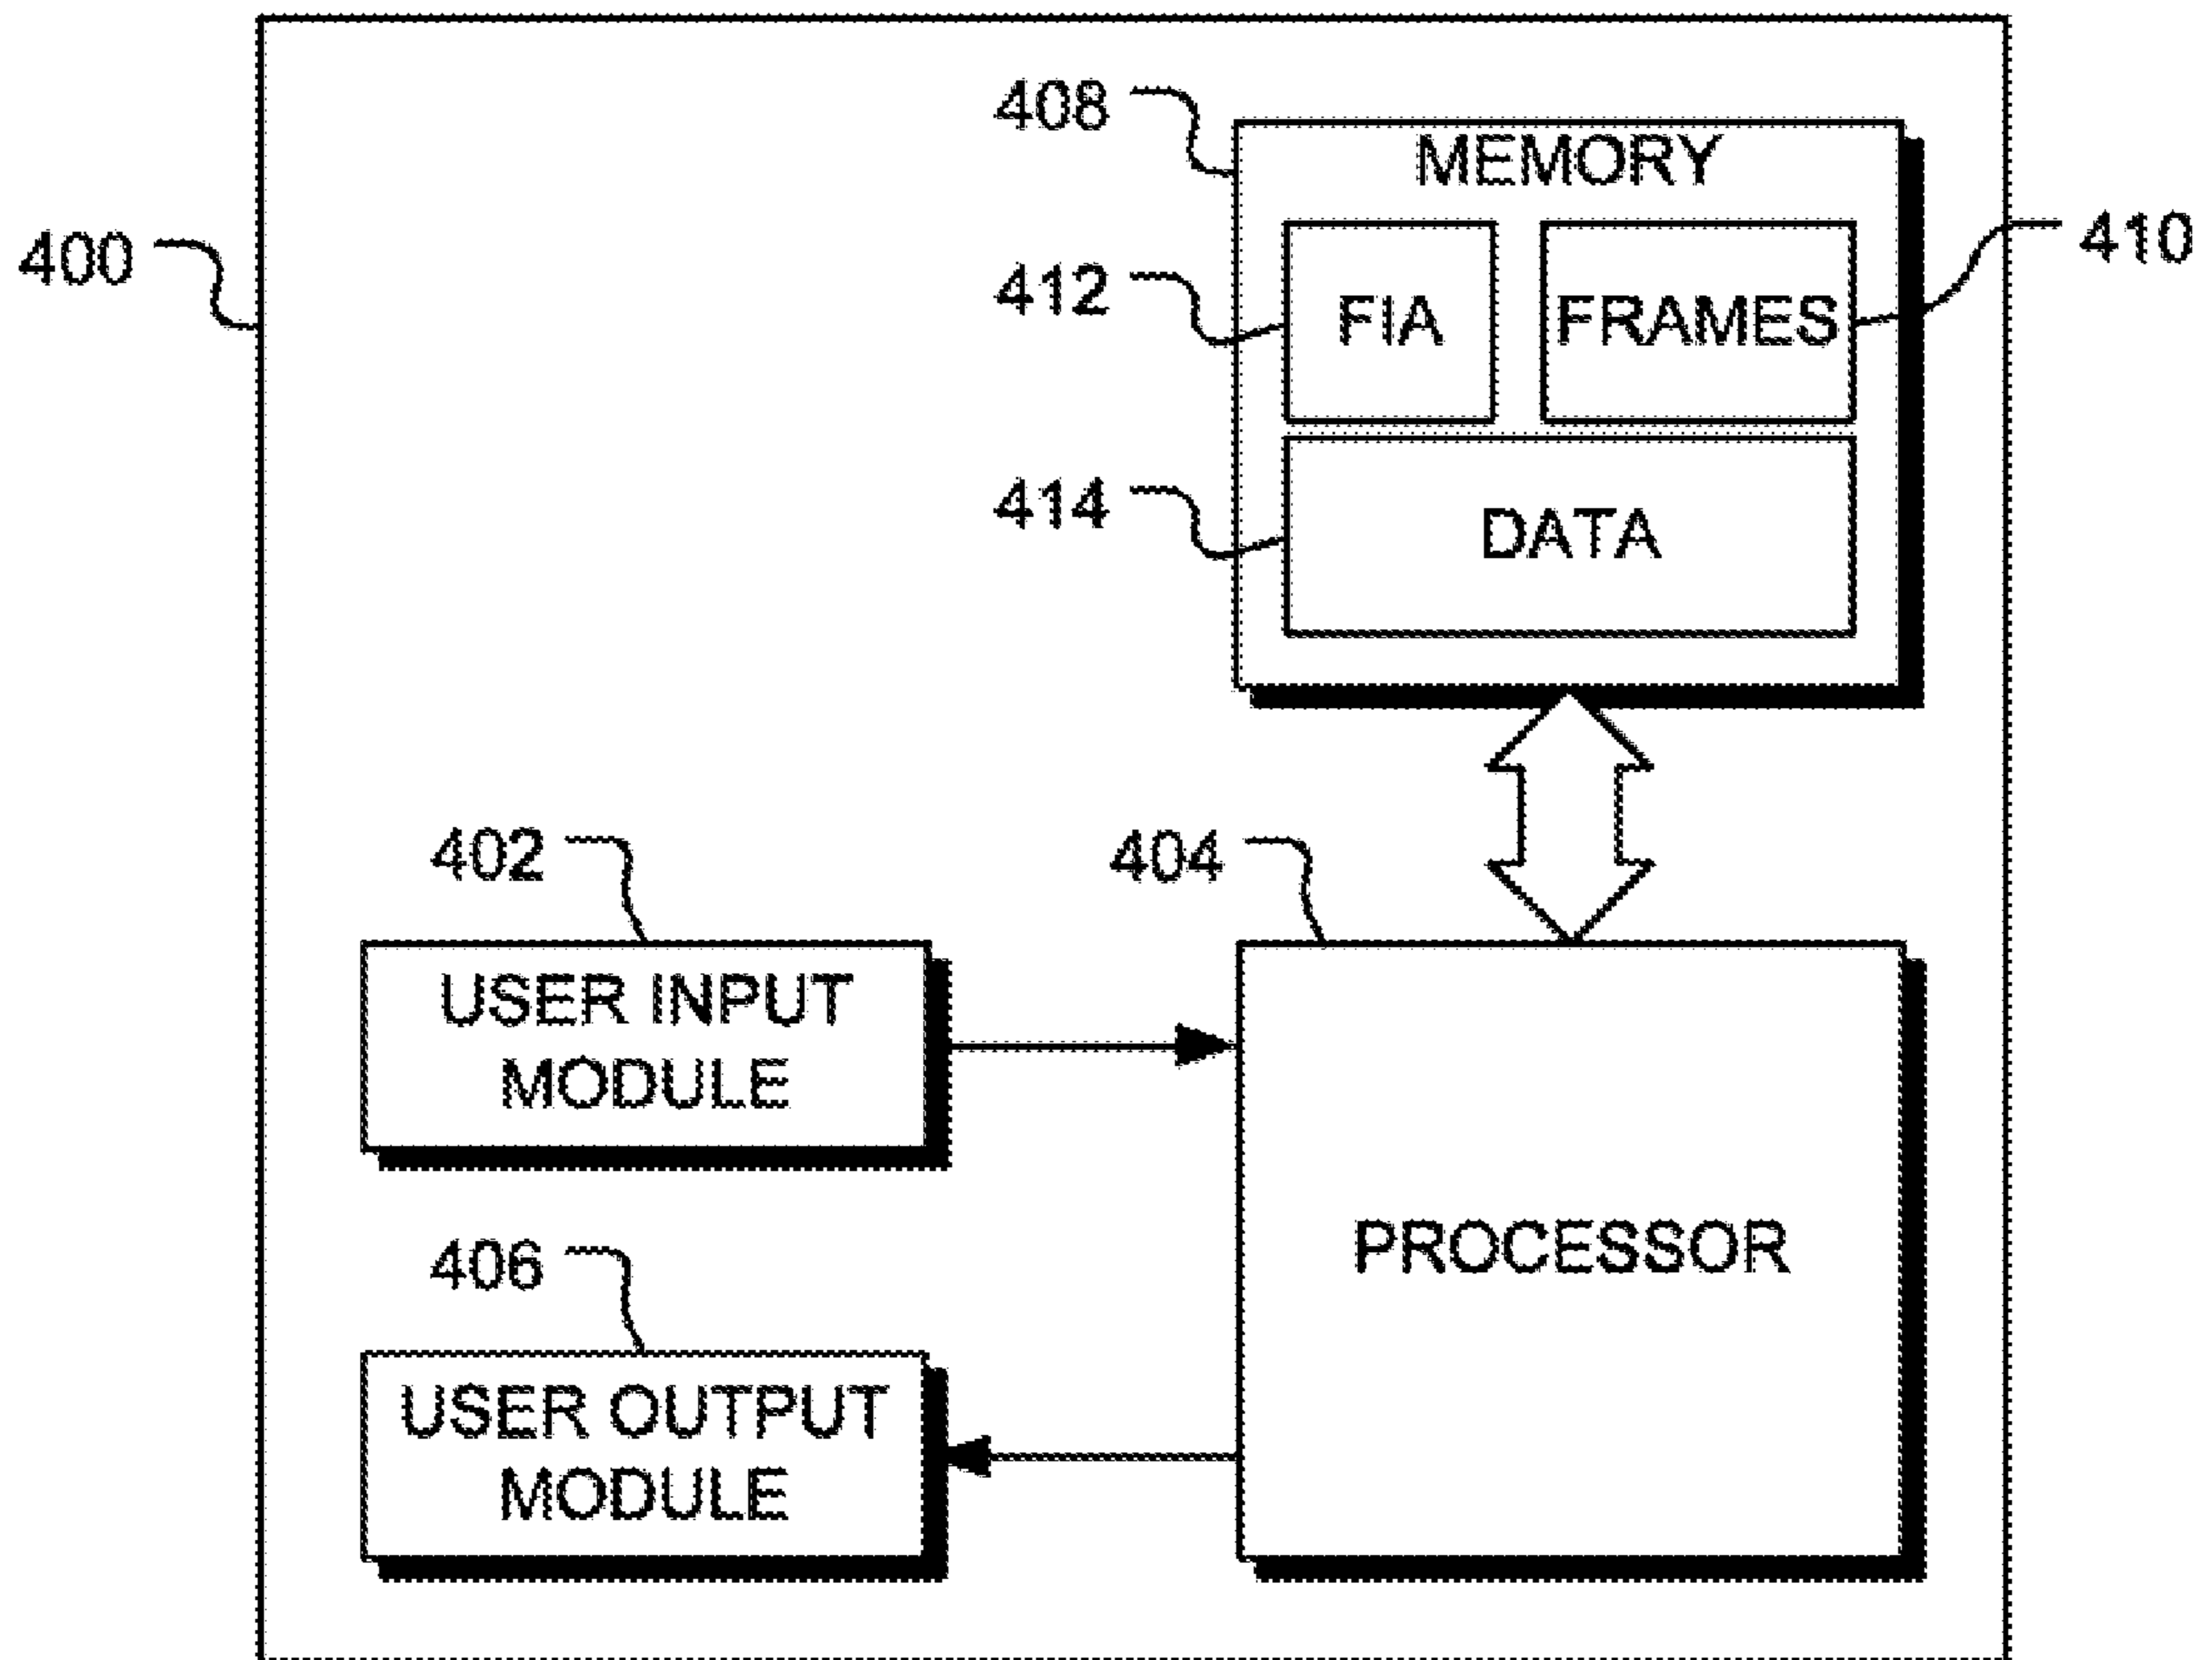 408
MEMORY
400
412
FIA
FRAMES
410
414
DATA
402
404
USER INPUT
MODULE
PROCESSOR
406
USER OUTPUT
MODULE